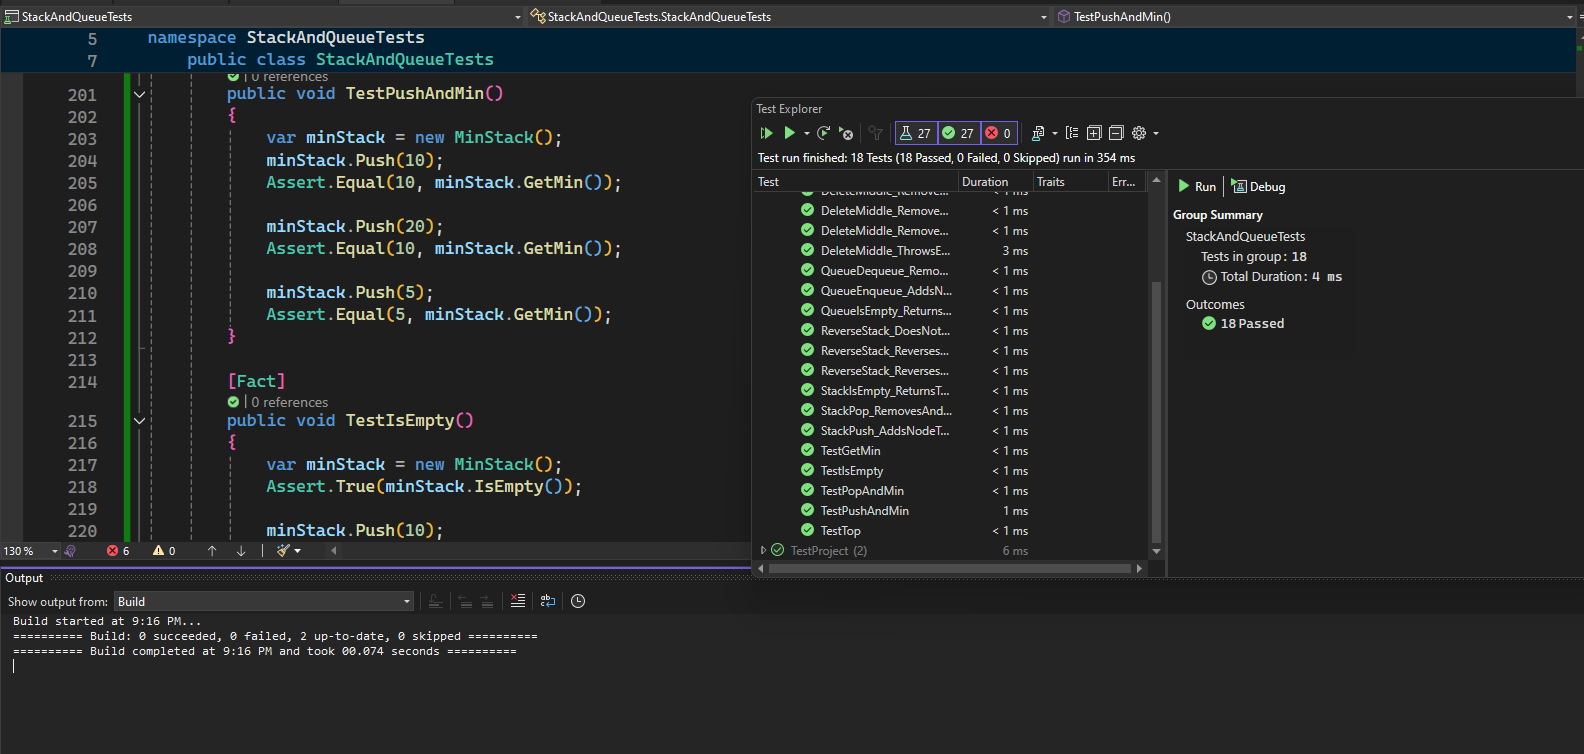 StackAndQueueTests StackAndQueueTests.StackAndQueueTests TestPushAndMin()
5 namespace StackAndQueueTests
7 public class StackAndQueueTests
0 references
201 public void TestPushAndMin()
202 {
203 var minStack = new MinStack();
204 minStack.Push(10);
205 Assert.Equal(10, minStack.GetMin());
206
207 minStack.Push(20);
208 Assert.Equal(10, minStack.GetMin());
209
210 minStack.Push(5);
211 Assert.Equal(5, minStack.GetMin());
212 }
213
214 [Fact]
0 references
215 public void TestIsEmpty()
216 {
217 var minStack = new MinStack();
218 Assert.True(minStack.IsEmpty());
219
220 minStack.Push(10);
130 % 6 0
Test Explorer
27 27 0
Test run finished: 18 Tests (18 Passed, 0 Failed, 0 Skipped) run in 354 ms
Test Duration Traits Err...
DeleteMiddle_Remove... < 1 ms
DeleteMiddle_Remove... < 1 ms
DeleteMiddle_Remove... < 1 ms
DeleteMiddle_ThrowsE... 3 ms
QueueDequeue_Remo... < 1 ms
QueueEnqueue_AddsN... < 1 ms
QueueIsEmpty_Returns... < 1 ms
ReverseStack_DoesNot... < 1 ms
ReverseStack_Reverses... < 1 ms
ReverseStack_Reverses... < 1 ms
StackIsEmpty_ReturnsT... < 1 ms
StackPop_RemovesAnd... < 1 ms
StackPush_AddsNodeT... < 1 ms
TestGetMin < 1 ms
TestIsEmpty < 1 ms
TestPopAndMin < 1 ms
TestPushAndMin 1 ms
TestTop < 1 ms
TestProject (2) 6 ms
Run Debug
Group Summary
StackAndQueueTests
Tests in group: 18
Total Duration: 4 ms
Outcomes
18 Passed
Output
Show output from: Build
Build started at 9:16 PM...
========== Build: 0 succeeded, 0 failed, 2 up-to-date, 0 skipped ==========
========== Build completed at 9:16 PM and took 00.074 seconds ==========